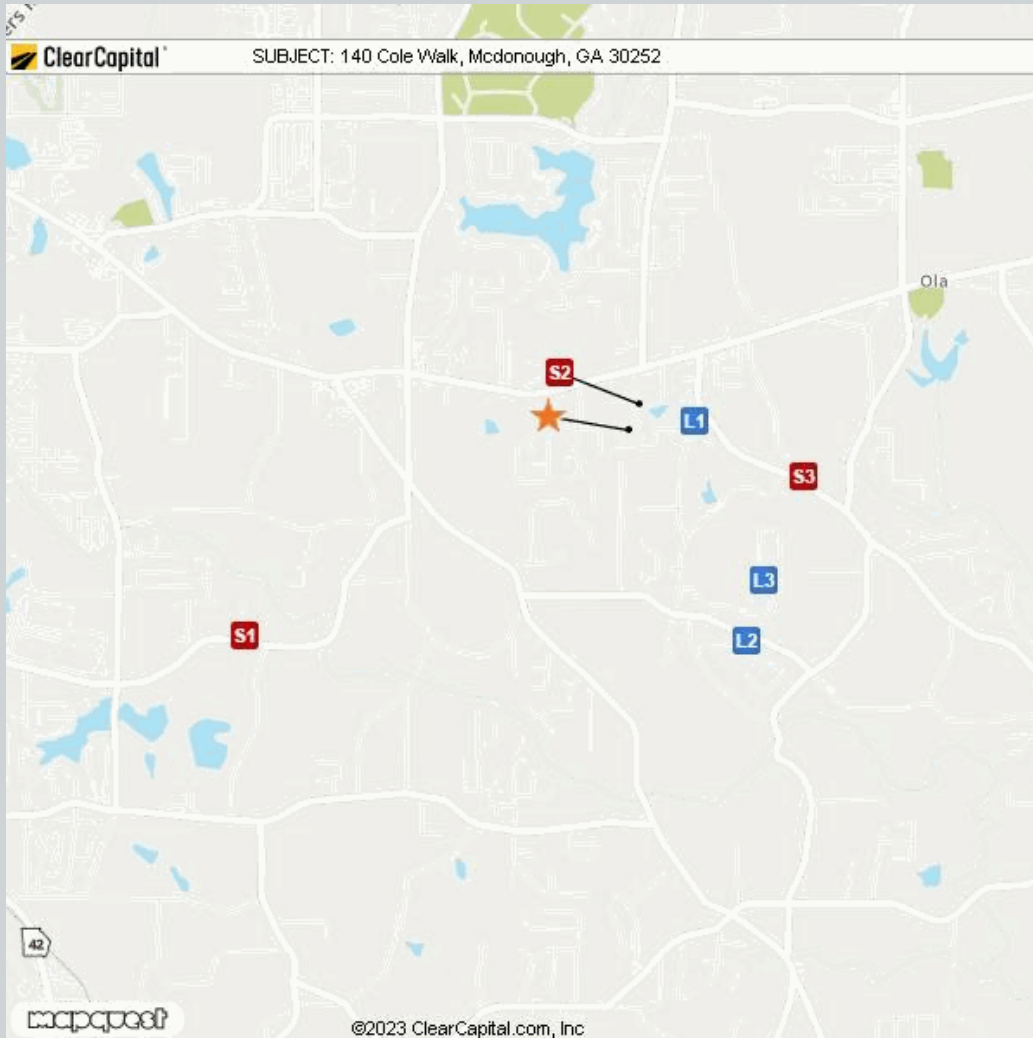 ClearCapital
SUBJECT: 140 Cole Walk, Mcdonough, GA 30252
Ola
S2
L1
S3
L3
S1
L2
42
mapquest
©2023 ClearCapital.com, Inc